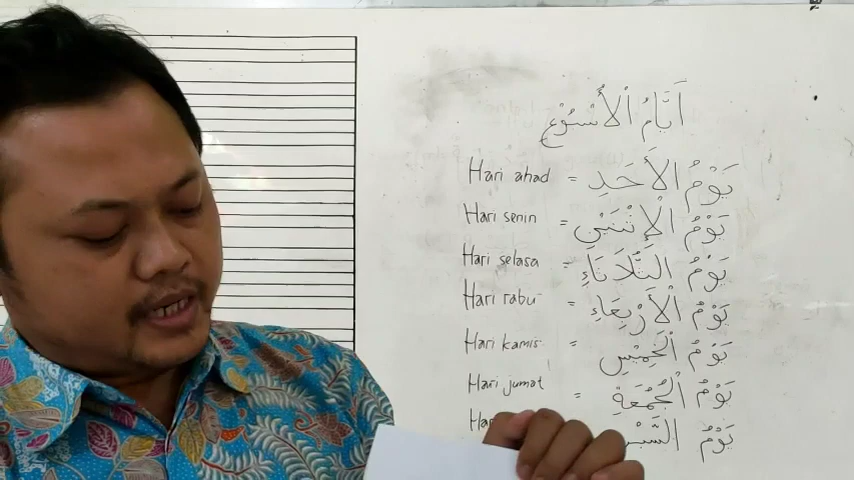 أَيَّامُ الْأُسْبُوْعِ
Hari ahad = يَوْمُ الْأَحَدِ
Hari senin = يَوْمُ الْإِثْنَيْنِ
Hari selasa = يَوْمُ الثَّلَاثَاءِ
Hari rabu = يَوْمُ الْأَرْبِعَاءِ
Hari kamis = يَوْمُ الْخَمِيْسِ
Hari jumat = يَوْمُ الْجُمُعَةِ
يَوْمُ